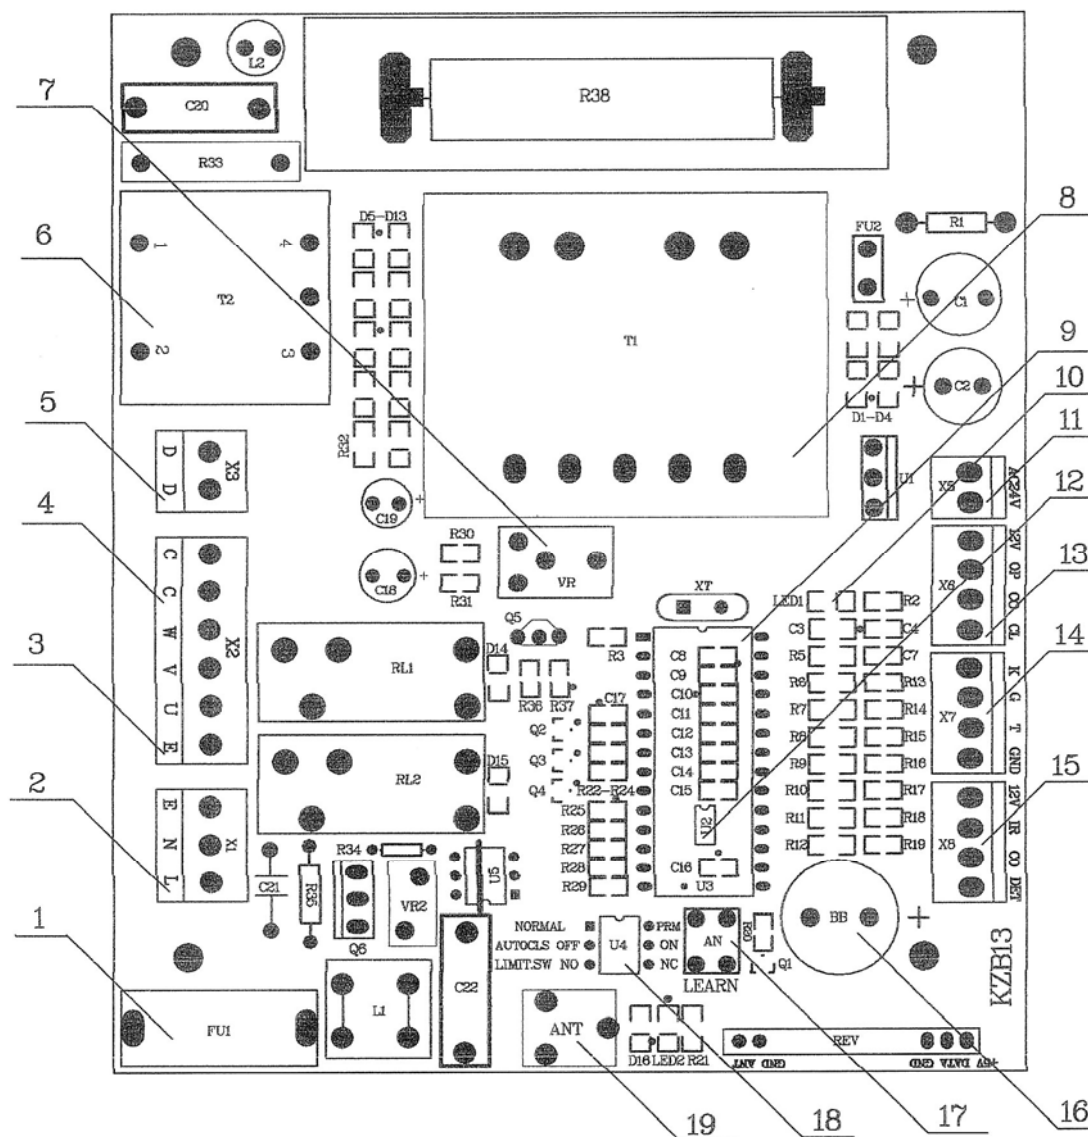 L2
C20
R38
7
R33
8
D5-D13
FU2
R1
1
4
6
T2
C1
T1
2
3
9
10
C2
D1-D4
R32
5
D
D
X3
U1
X5
AC24V
11
12
C19
4
C
C
W
V
U
E
X2
R30
VR
C18
R31
XT
LED1
R2
X6
12V
OP
CO
CL
13
Q5
C3
C4
R3
3
RL1
D14
C8
R5
C7
14
C9
R6
R13
K
G
T
GND
X7
R36
R37
C17
C10
C11
R7
R14
Q2
C12
R8
R15
RL2
D15
Q3
C13
R9
R16
15
Q4
C14
R22-R24
C15
R10
R17
2
E
N
L
X1
R25
U2
R11
R18
12V
IR
CO
DET
X8
R26
R27
R12
R19
R34
C21
R35
U5
R28
C16
R29
U3
VR2
NORMAL
PRM
U4
AN
R20
BB
AUTOCLS OFF
ON
Q6
LIMIT.SW NO
NC
Q1
LEARN
C22
KZB13
1
FU1
L1
ANT
REV
D16
LED2
R21
GND ANT
+5V DATA GND
19
18
17
16